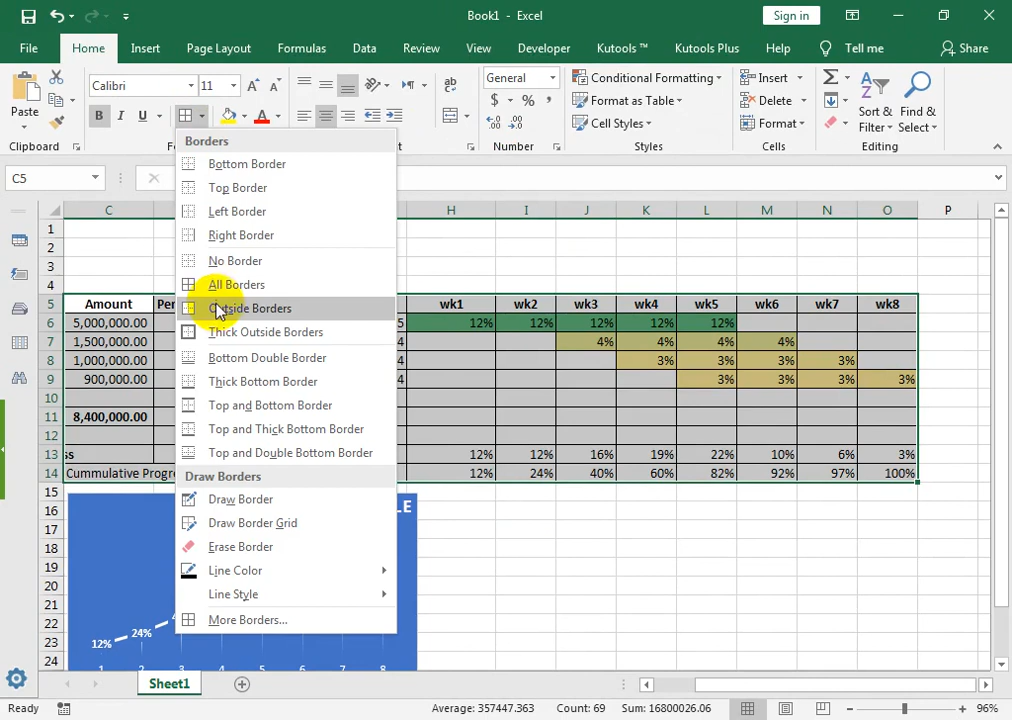 Book1 - Excel
Sign in
File Home Insert Page Layout Formulas Data Review View Developer Kutools ™ Kutools Plus Help Tell me Share
Paste
Calibri 11
B I U
ab
General
$ % ,
Conditional Formatting
Format as Table
Cell Styles
Insert
Delete
Format
Sort &
Filter
Find &
Select
Clipboard Number Styles Cells Editing
C5
Borders
Bottom Border
Top Border
Left Border
Right Border
No Border
All Borders
Outside Borders
Thick Outside Borders
Bottom Double Border
Thick Bottom Border
Top and Bottom Border
Top and Thick Bottom Border
Top and Double Bottom Border
Draw Borders
Draw Border
Draw Border Grid
Erase Border
Line Color
Line Style
More Borders...
C H I J K L M N O P
1
2
3
4
5 Amount wk1 wk2 wk3 wk4 wk5 wk6 wk7 wk8
6 5,000,000.00 5 12% 12% 12% 12% 12%
7 1,500,000.00 4 4% 4% 4% 4%
8 1,000,000.00 4 3% 3% 3% 3%
9 900,000.00 4 3% 3% 3% 3%
10
11 8,400,000.00
12
13 ss 12% 12% 16% 19% 22% 10% 6% 3%
14 Cummulative Progre 12% 24% 40% 60% 82% 92% 97% 100%
15
16 LE
17
18
19
20
21
22
23 12% 24% 4
24 1 2 3 4 5 6 7 8
Sheet1
Ready Average: 357447.363 Count: 69 Sum: 16800026.06 96%